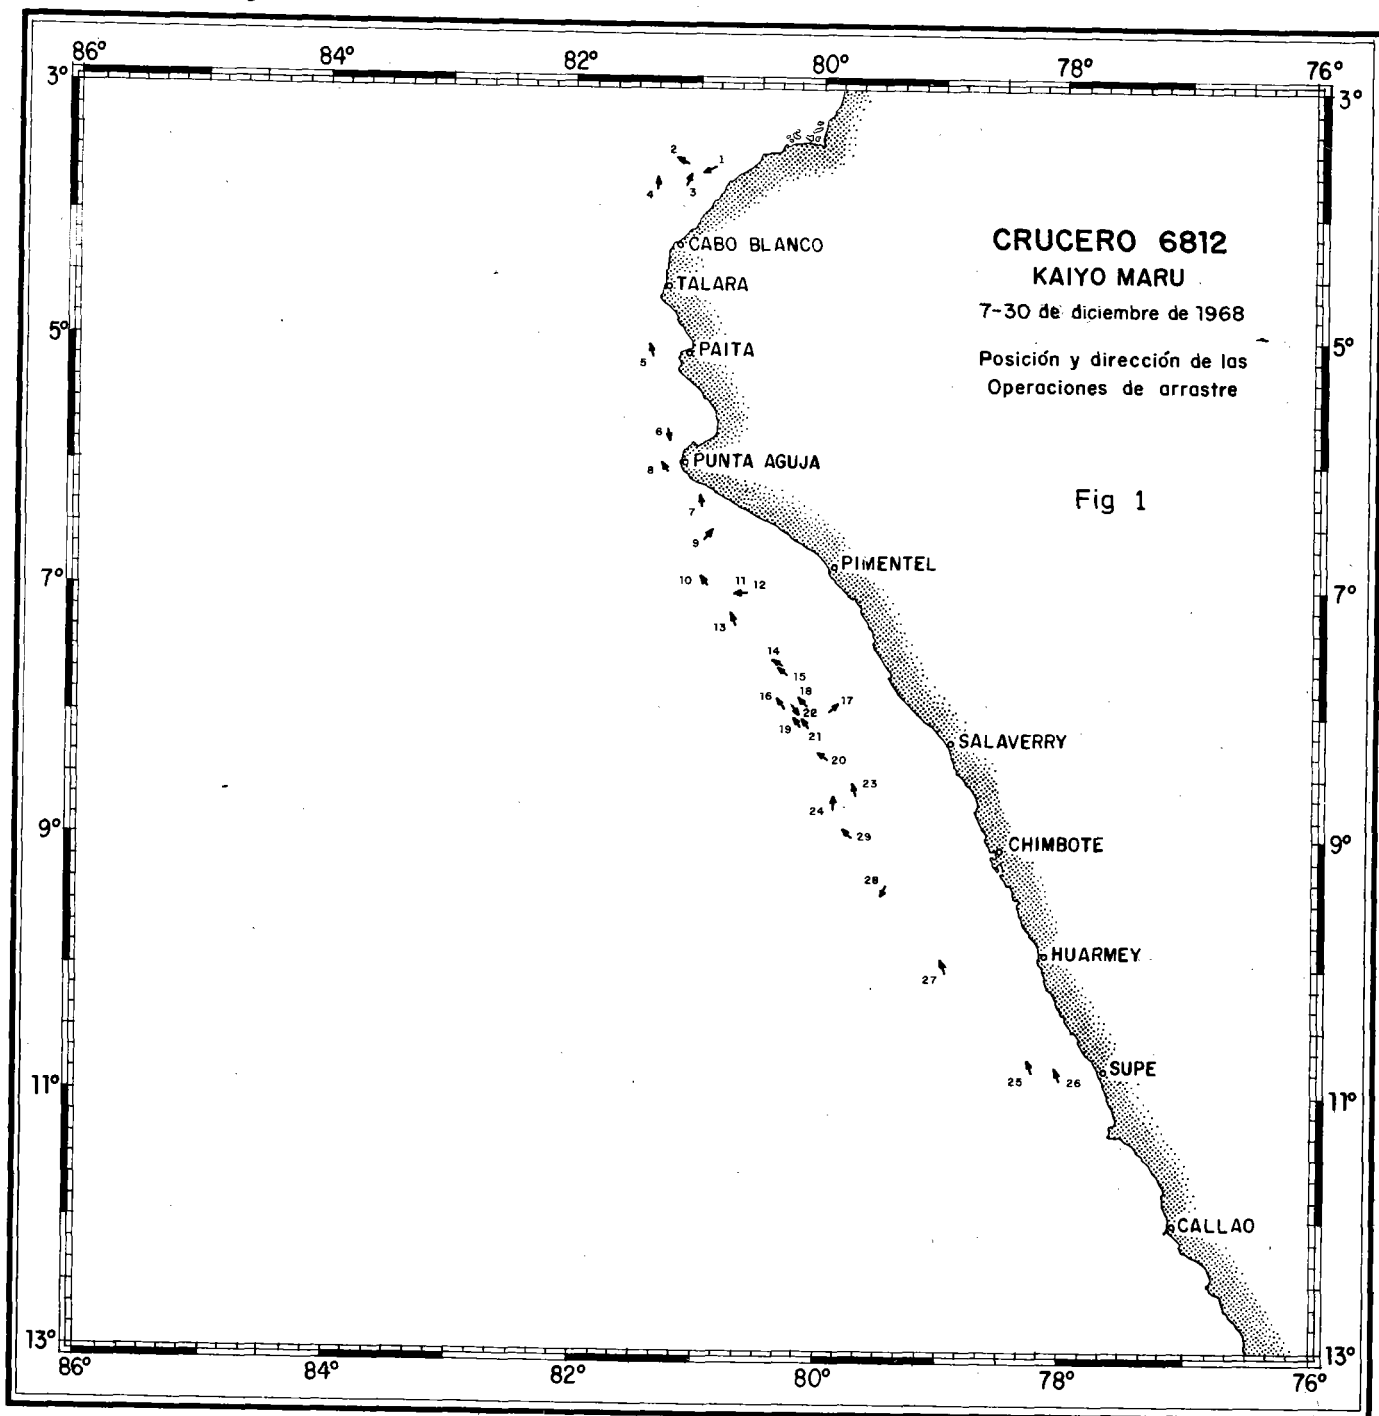 86° 84° 82° 80° 78° 76°
3° 3°
2 1
4 3
CABO BLANCO
CRUCERO 6812
KAIYO MARU
TALARA
7-30 de diciembre de 1968
5° 5°
PAITA
5
Posición y dirección de las
Operaciones de arrastre
6
PUNTA AGUJA
8
Fig 1
7
9
PIMENTEL
10 11 12
7° 7°
13
14
15
16 18 17
22
19 21
SALAVERRY
20
23
24
9° 29 CHIMBOTE 9°
28
HUARMEY
27
SUPE
11° 25 26 11°
CALLAO
13° 13°
86° 84° 82° 80° 78° 76°